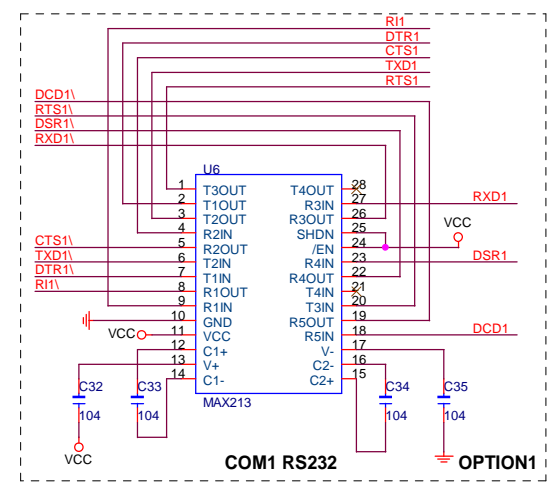 RI1
DTR1
CTS1
TXD1
RTS1
DCD1\
RTS1\
DSR1\
RXD1\
U6
1 T3OUT T4OUT 28
2 T1OUT R3IN 27 RXD1
3 T2OUT R3OUT 26
4 R2IN SHDN 25 VCC
CTS1\ 5 R2OUT /EN 24
TXD1\ 6 T2IN R4IN 23 DSR1
DTR1\ 7 T1IN R4OUT 22
RI1\ 8 R1OUT T4IN 21
9 R1IN T3IN 20
10 GND R5OUT 19
VCC 11 VCC R5IN 18 DCD1
12 C1+ V- 17
13 V+ C2- 16
14 C1- C2+ 15
C32 C33 C34 C35
MAX213
104 104 104 104
VCC
COM1 RS232 OPTION1